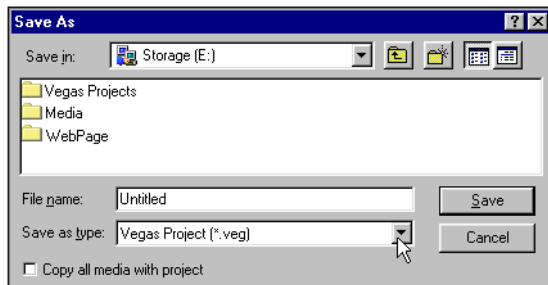 Save As
Save in: Storage (E:)
Vegas Projects
Media
WebPage
File name: Untitled Save
Save as type: Vegas Project (*.veg) Cancel
Copy all media with project